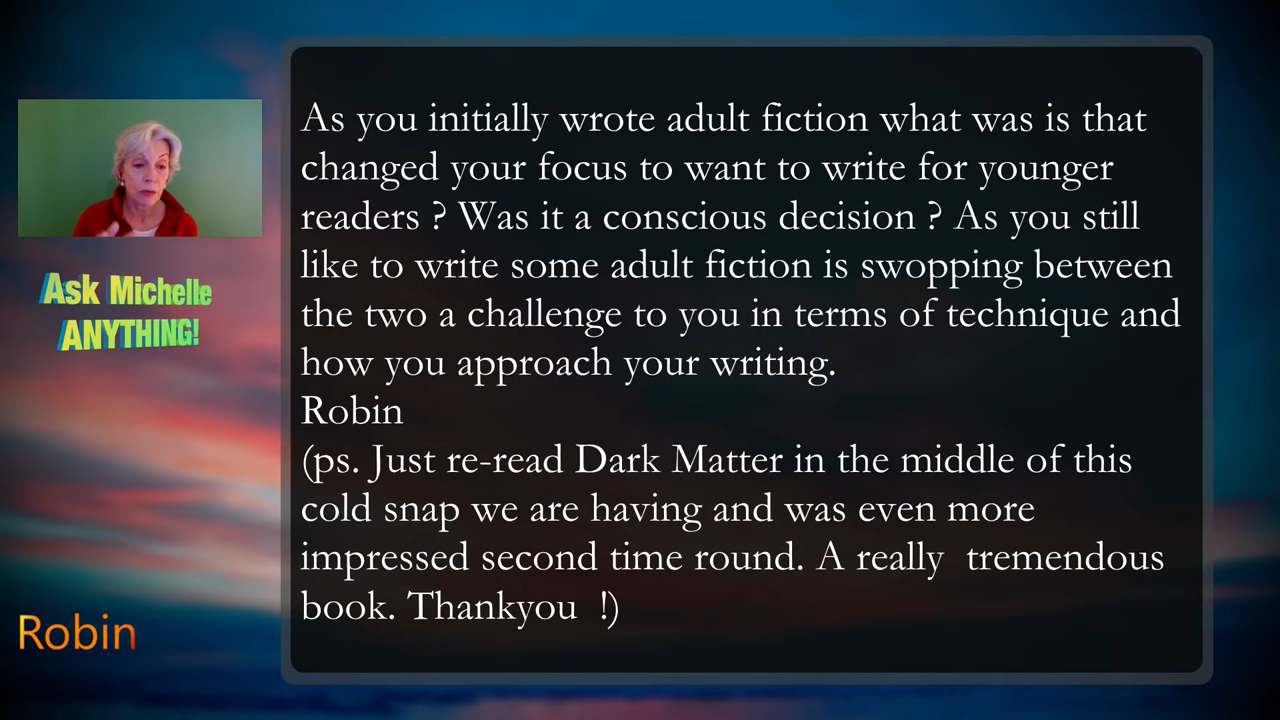 As you initially wrote adult fiction what was is that
changed your focus to want to write for younger
readers ? Was it a conscious decision ? As you still
like to write some adult fiction is swopping between
the two a challenge to you in terms of technique and
how you approach your writing.
Robin
(ps. Just re-read Dark Matter in the middle of this
cold snap we are having and was even more
impressed second time round. A really  tremendous
book. Thankyou  !)
Ask Michelle
ANYTHING!
Robin